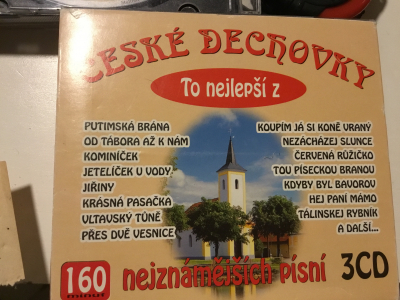 ČESKÉ DECHOVKY
To nejlepší z
PUTIMSKÁ BRÁNA
OD TÁBORA AŽ K NÁM
KOMINÍČEK
JETELÍČEK U VODY
JIŘINY
KRÁSNÁ PASAČKA
U VLTAVSKÝ TŮNĚ
PŘES DVĚ VESNICE
KOUPÍM JÁ SI KONĚ VRANÝ
NEZACHÁZEJ SLUNCE
ČERVENÁ RŮŽIČKO
TOU PÍSECKOU BRANOU
KDYBY BYL BAVOROV
HEJ PANÍ MÁMO
TÁLINSKEJ RYBNÍK
A DALŠÍ...
160 nejznámějších písní 3CD
minut